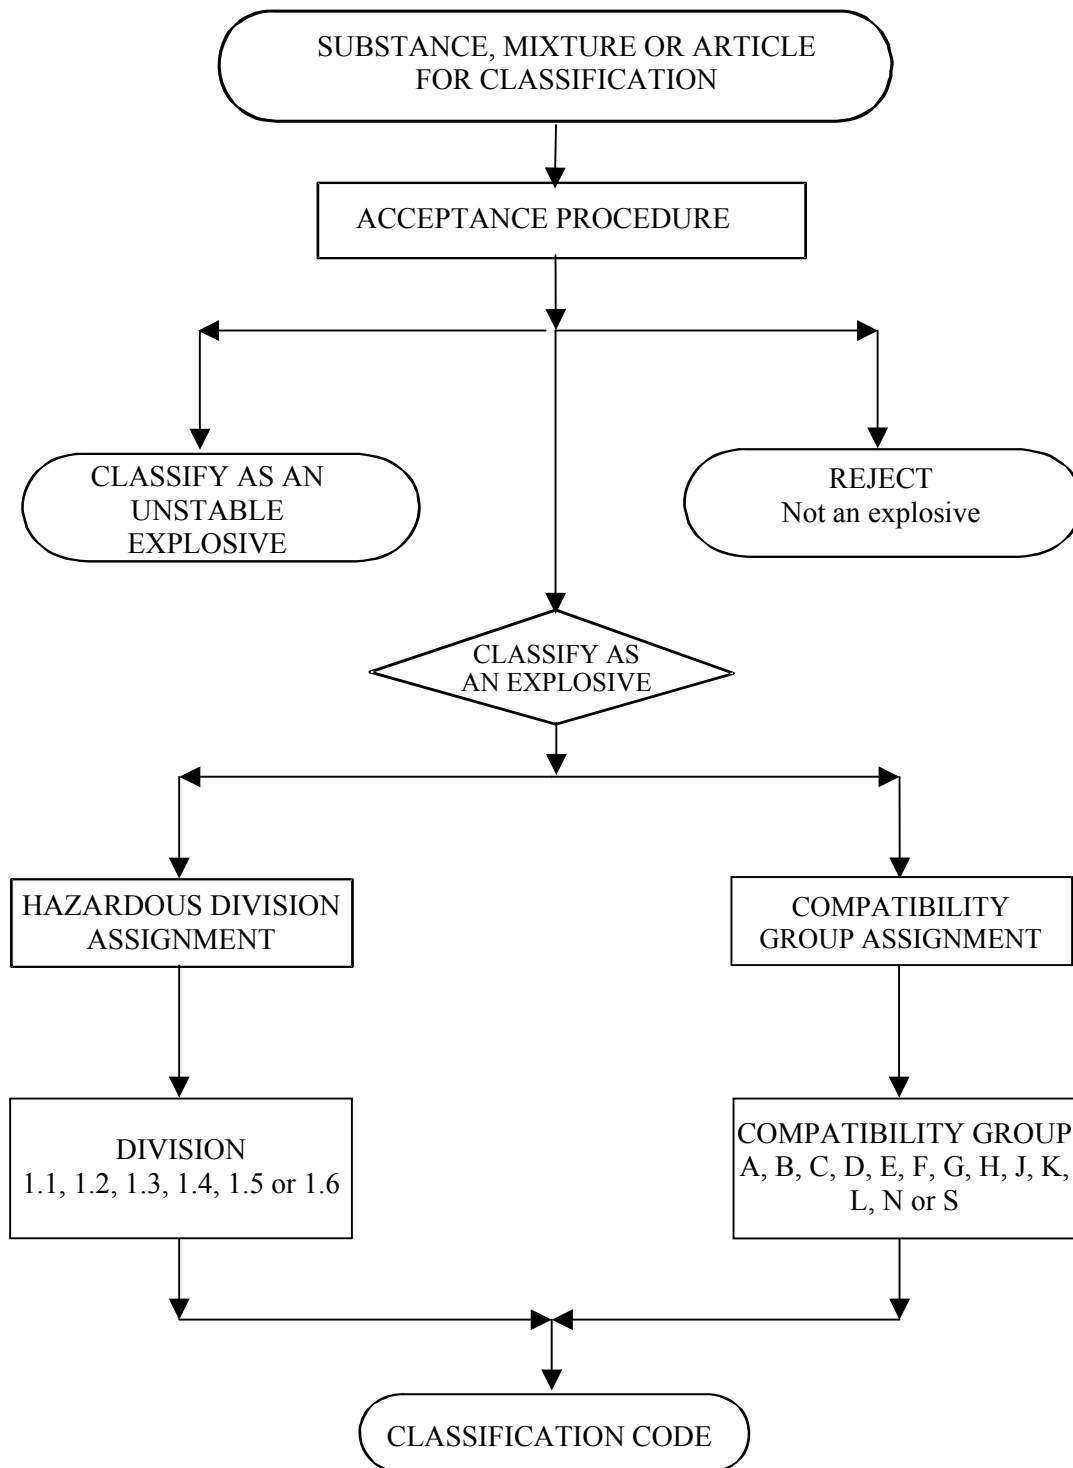 SUBSTANCE, MIXTURE OR ARTICLE
FOR CLASSIFICATION
ACCEPTANCE PROCEDURE
CLASSIFY AS AN
UNSTABLE
EXPLOSIVE
REJECT
Not an explosive
CLASSIFY AS
AN EXPLOSIVE
HAZARDOUS DIVISION
ASSIGNMENT
COMPATIBILITY
GROUP ASSIGNMENT
DIVISION
1.1, 1.2, 1.3, 1.4, 1.5 or 1.6
COMPATIBILITY GROUP
A, B, C, D, E, F, G, H, J, K,
L, N or S
CLASSIFICATION CODE